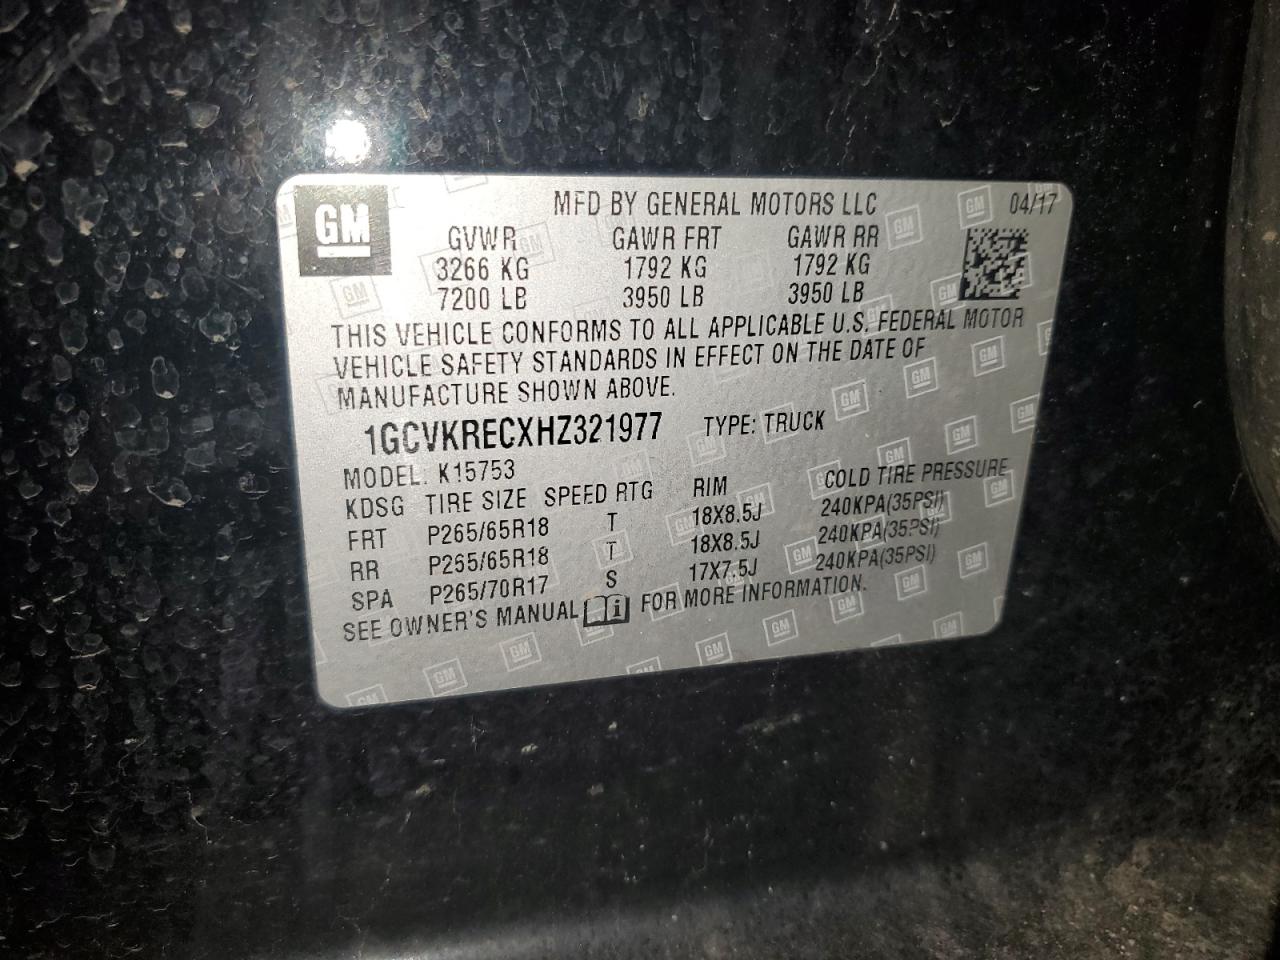 GM
MFD BY GENERAL MOTORS LLC 04/17
GVWR GAWR FRT GAWR RR
3266 KG 1792 KG 1792 KG
7200 LB 3950 LB 3950 LB
THIS VEHICLE CONFORMS TO ALL APPLICABLE U.S. FEDERAL MOTOR
VEHICLE SAFETY STANDARDS IN EFFECT ON THE DATE OF
MANUFACTURE SHOWN ABOVE.
1GCVKRECXHZ321977 TYPE: TRUCK
MODEL: K15753
KDSG TIRE SIZE SPEED RTG RIM COLD TIRE PRESSURE
FRT P265/65R18 T 18X8.5J 240KPA(35PSI)
RR P265/65R18 T 18X8.5J 240KPA(35PSI)
SPA P265/70R17 S 17X7.5J 240KPA(35PSI)
SEE OWNER'S MANUAL i FOR MORE INFORMATION.